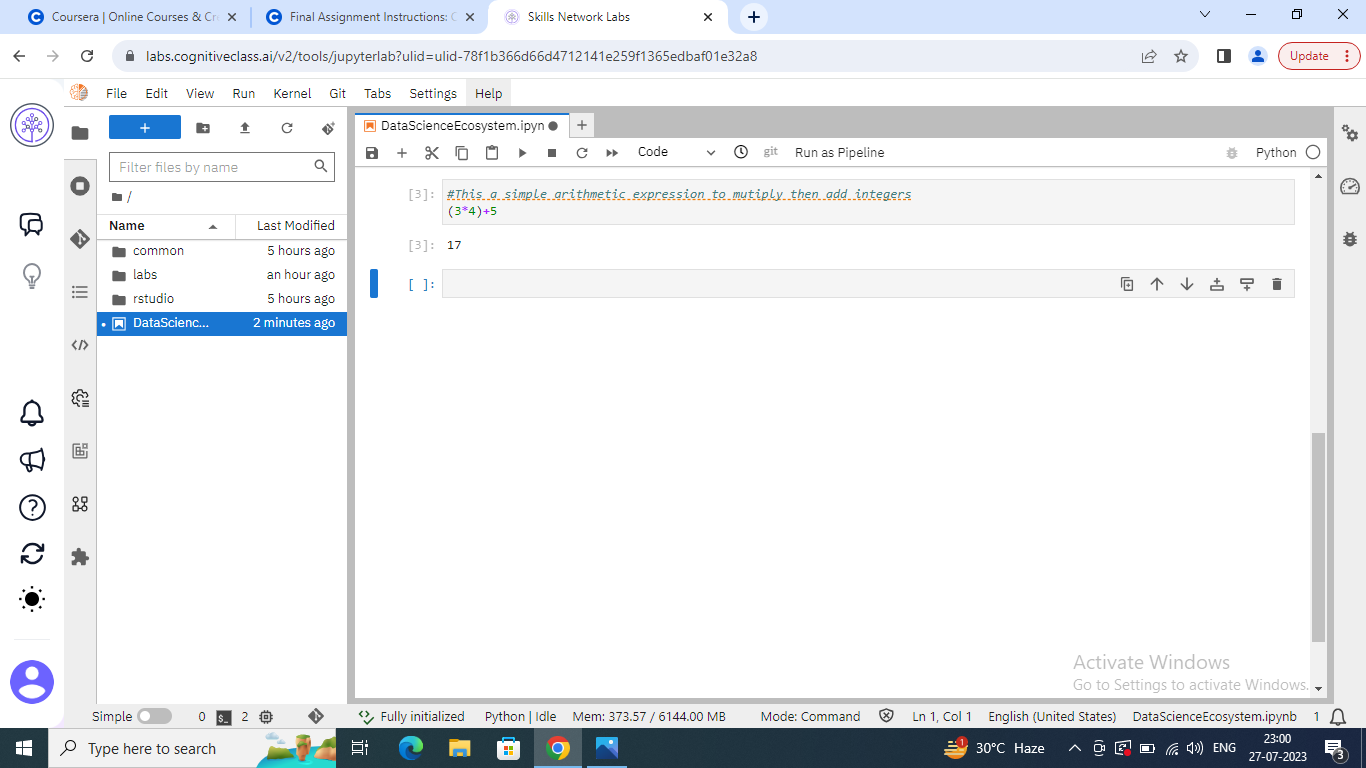 Coursera | Online Courses & Cr
Final Assignment Instructions: C
Skills Network Labs
labs.cognitiveclass.ai/v2/tools/jupyterlab?ulid=ulid-78f1b366d66d4712141e259f1365edbaf01e32a8
Update
File Edit View Run Kernel Git Tabs Settings Help
DataScienceEcosystem.ipyn
Code
git
Run as Pipeline
Python
Filter files by name
/
Name Last Modified
common 5 hours ago
labs an hour ago
rstudio 5 hours ago
DataScienc... 2 minutes ago
[3]: #This a simple arithmetic expression to mutiply then add integers
(3*4)+5
[3]: 17
[ ]:
Activate Windows
Go to Settings to activate Windows.
Simple 0 $_ 2 Fully initialized Python | Idle Mem: 373.57 / 6144.00 MB Mode: Command Ln 1, Col 1 English (United States) DataScienceEcosystem.ipynb 1
Type here to search
1
30°C Haze
ENG
23:00
27-07-2023
3